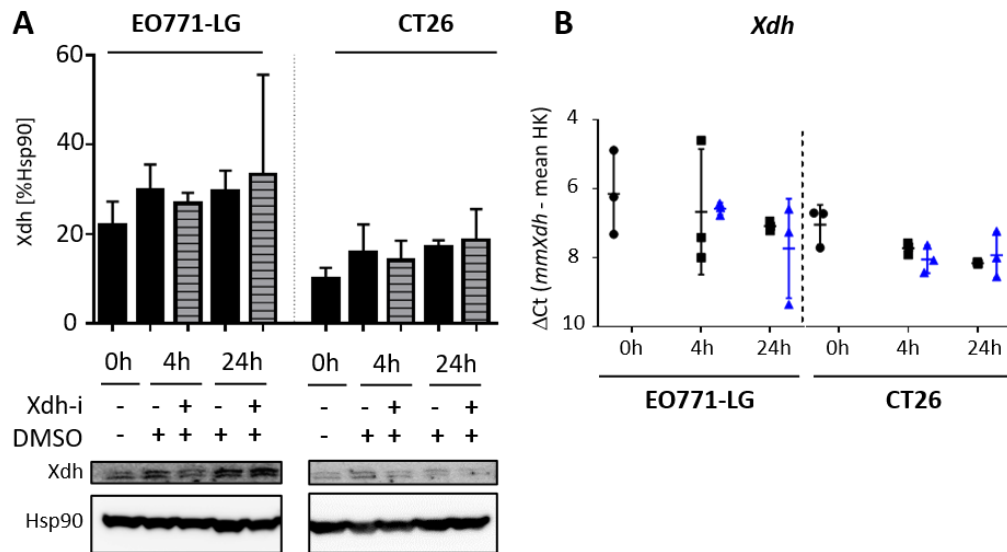 A
EO771-LG
CT26
Xdh [%Hsp90]
60
40
20
0
0h 4h 24h 0h 4h 24h
Xdh-i - - + - + - - + - +
DMSO - + + + + - + + + +
Xdh
Hsp90
B
Xdh
ΔCt (mmXdh - mean HK)
4
6
8
10
0h 4h 24h 0h 4h 24h
EO771-LG CT26